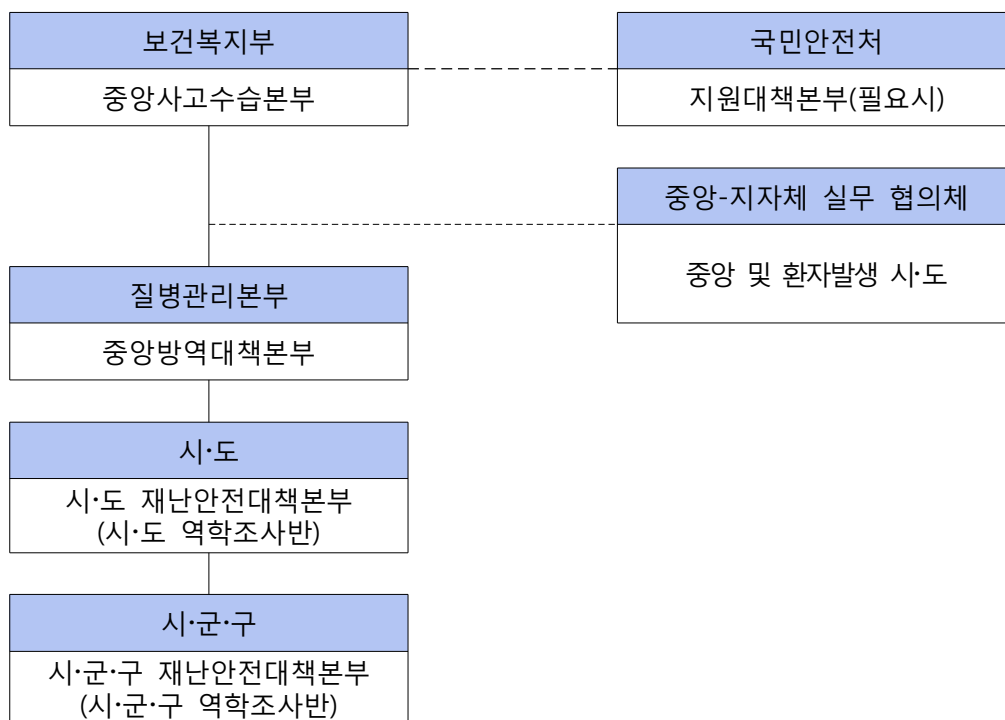 보건복지부
중앙사고수습본부
국민안전처
지원대책본부(필요시)
중앙-지자체 실무 협의체
중앙 및 환자발생 시·도
질병관리본부
중앙방역대책본부
시·도
시·도 재난안전대책본부
(시·도 역학조사반)
시·군·구
시·군·구 재난안전대책본부
(시·군·구 역학조사반)